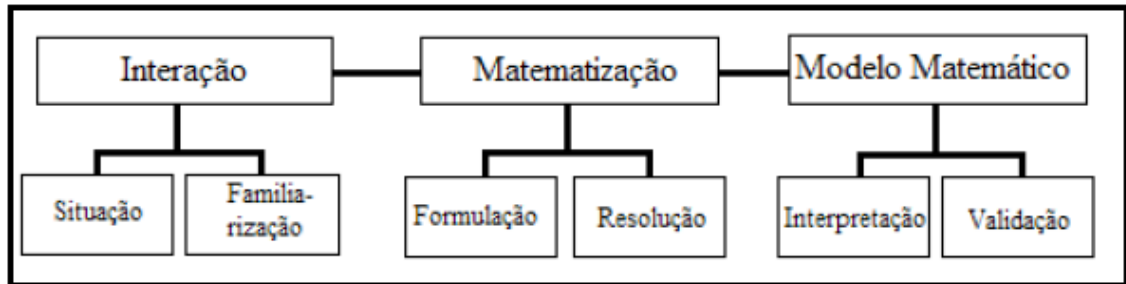 Interação
Matematização
Modelo Matemático
Situação
Familia-
rização
Formulação
Resolução
Interpretação
Validação